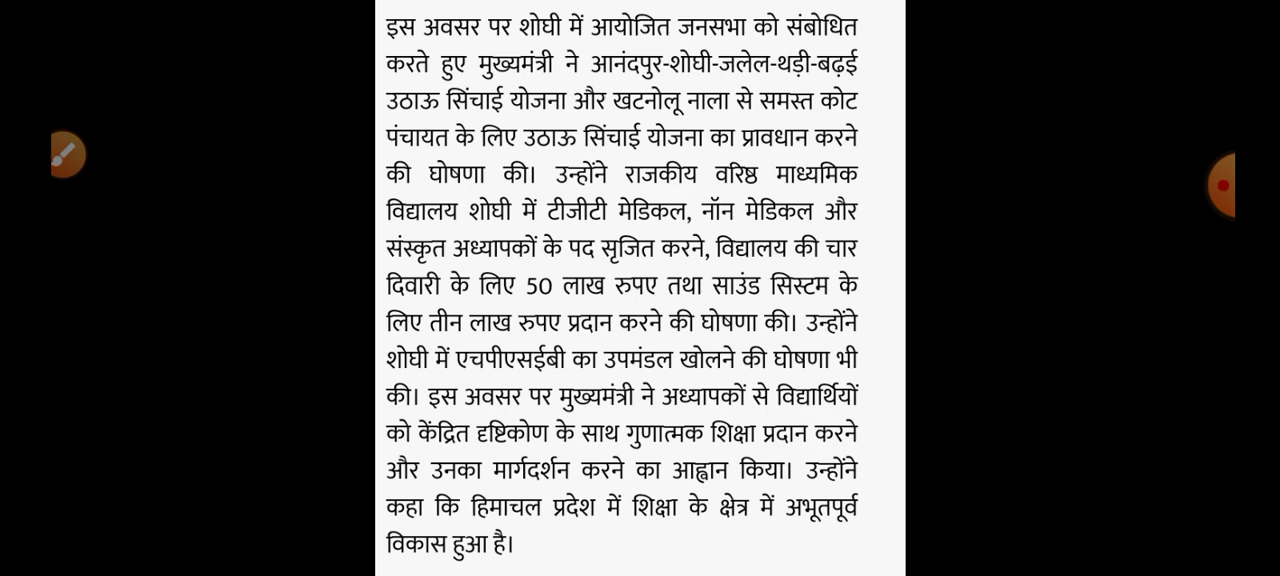 इस अवसर पर शोघी में आयोजित जनसभा को संबोधित
करते हुए मुख्यमंत्री ने आनंदपुर-शोघी-जलेल-थड़ी-बढ़ई
उठाऊ सिंचाई योजना और खटनोलू नाला से समस्त कोट
पंचायत के लिए उठाऊ सिंचाई योजना का प्रावधान करने
की घोषणा की। उन्होंने राजकीय वरिष्ठ माध्यमिक
विद्यालय शोघी में टीजीटी मेडिकल, नॉन मेडिकल और
संस्कृत अध्यापकों के पद सृजित करने, विद्यालय की चार
दिवारी के लिए 50 लाख रुपए तथा साउंड सिस्टम के
लिए तीन लाख रुपए प्रदान करने की घोषणा की। उन्होंने
शोघी में एचपीएसईबी का उपमंडल खोलने की घोषणा भी
की। इस अवसर पर मुख्यमंत्री ने अध्यापकों से विद्यार्थियों
को केंद्रित दृष्टिकोण के साथ गुणात्मक शिक्षा प्रदान करने
और उनका मार्गदर्शन करने का आह्वान किया। उन्होंने
कहा कि हिमाचल प्रदेश में शिक्षा के क्षेत्र में अभूतपूर्व
विकास हुआ है।